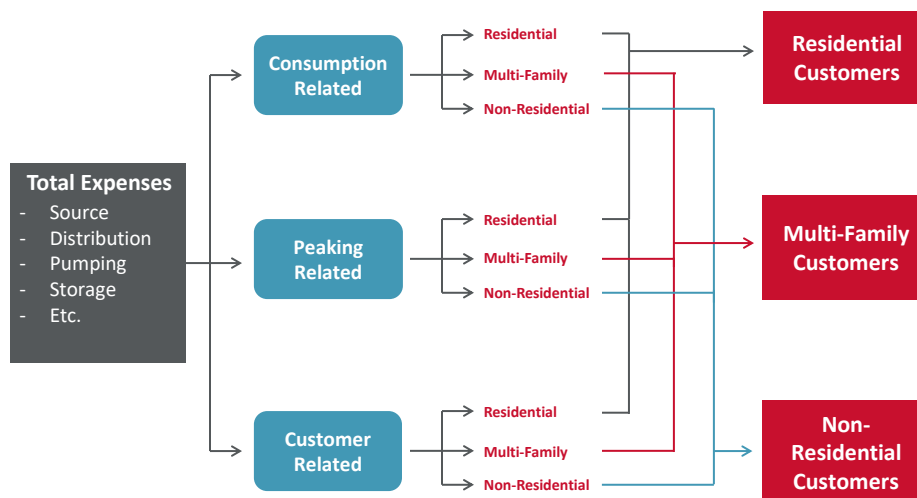 Total Expenses
- Source
- Distribution
- Pumping
- Storage
- Etc.
Consumption
Related
Residential
Multi-Family
Non-Residential
Peaking
Related
Residential
Multi-Family
Non-Residential
Customer
Related
Residential
Multi-Family
Non-Residential
Residential
Customers
Multi-Family
Customers
Non-
Residential
Customers